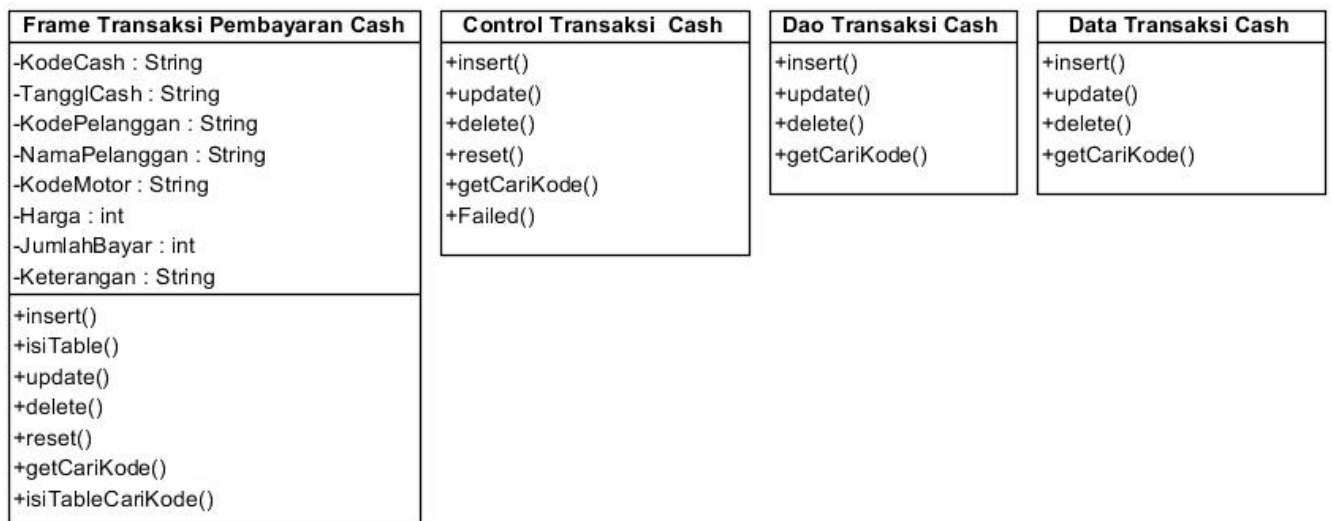 Frame Transaksi Pembayaran Cash
-KodeCash : String
-TangglCash : String
-KodePelanggan : String
-NamaPelanggan : String
-KodeMotor : String
-Harga : int
-JumlahBayar : int
-Keterangan : String
+insert()
+isiTable()
+update()
+delete()
+reset()
+getCariKode()
+isiTableCariKode()
Control Transaksi Cash
+insert()
+update()
+delete()
+reset()
+getCariKode()
+Failed()
Dao Transaksi Cash
+insert()
+update()
+delete()
+getCariKode()
Data Transaksi Cash
+insert()
+update()
+delete()
+getCariKode()